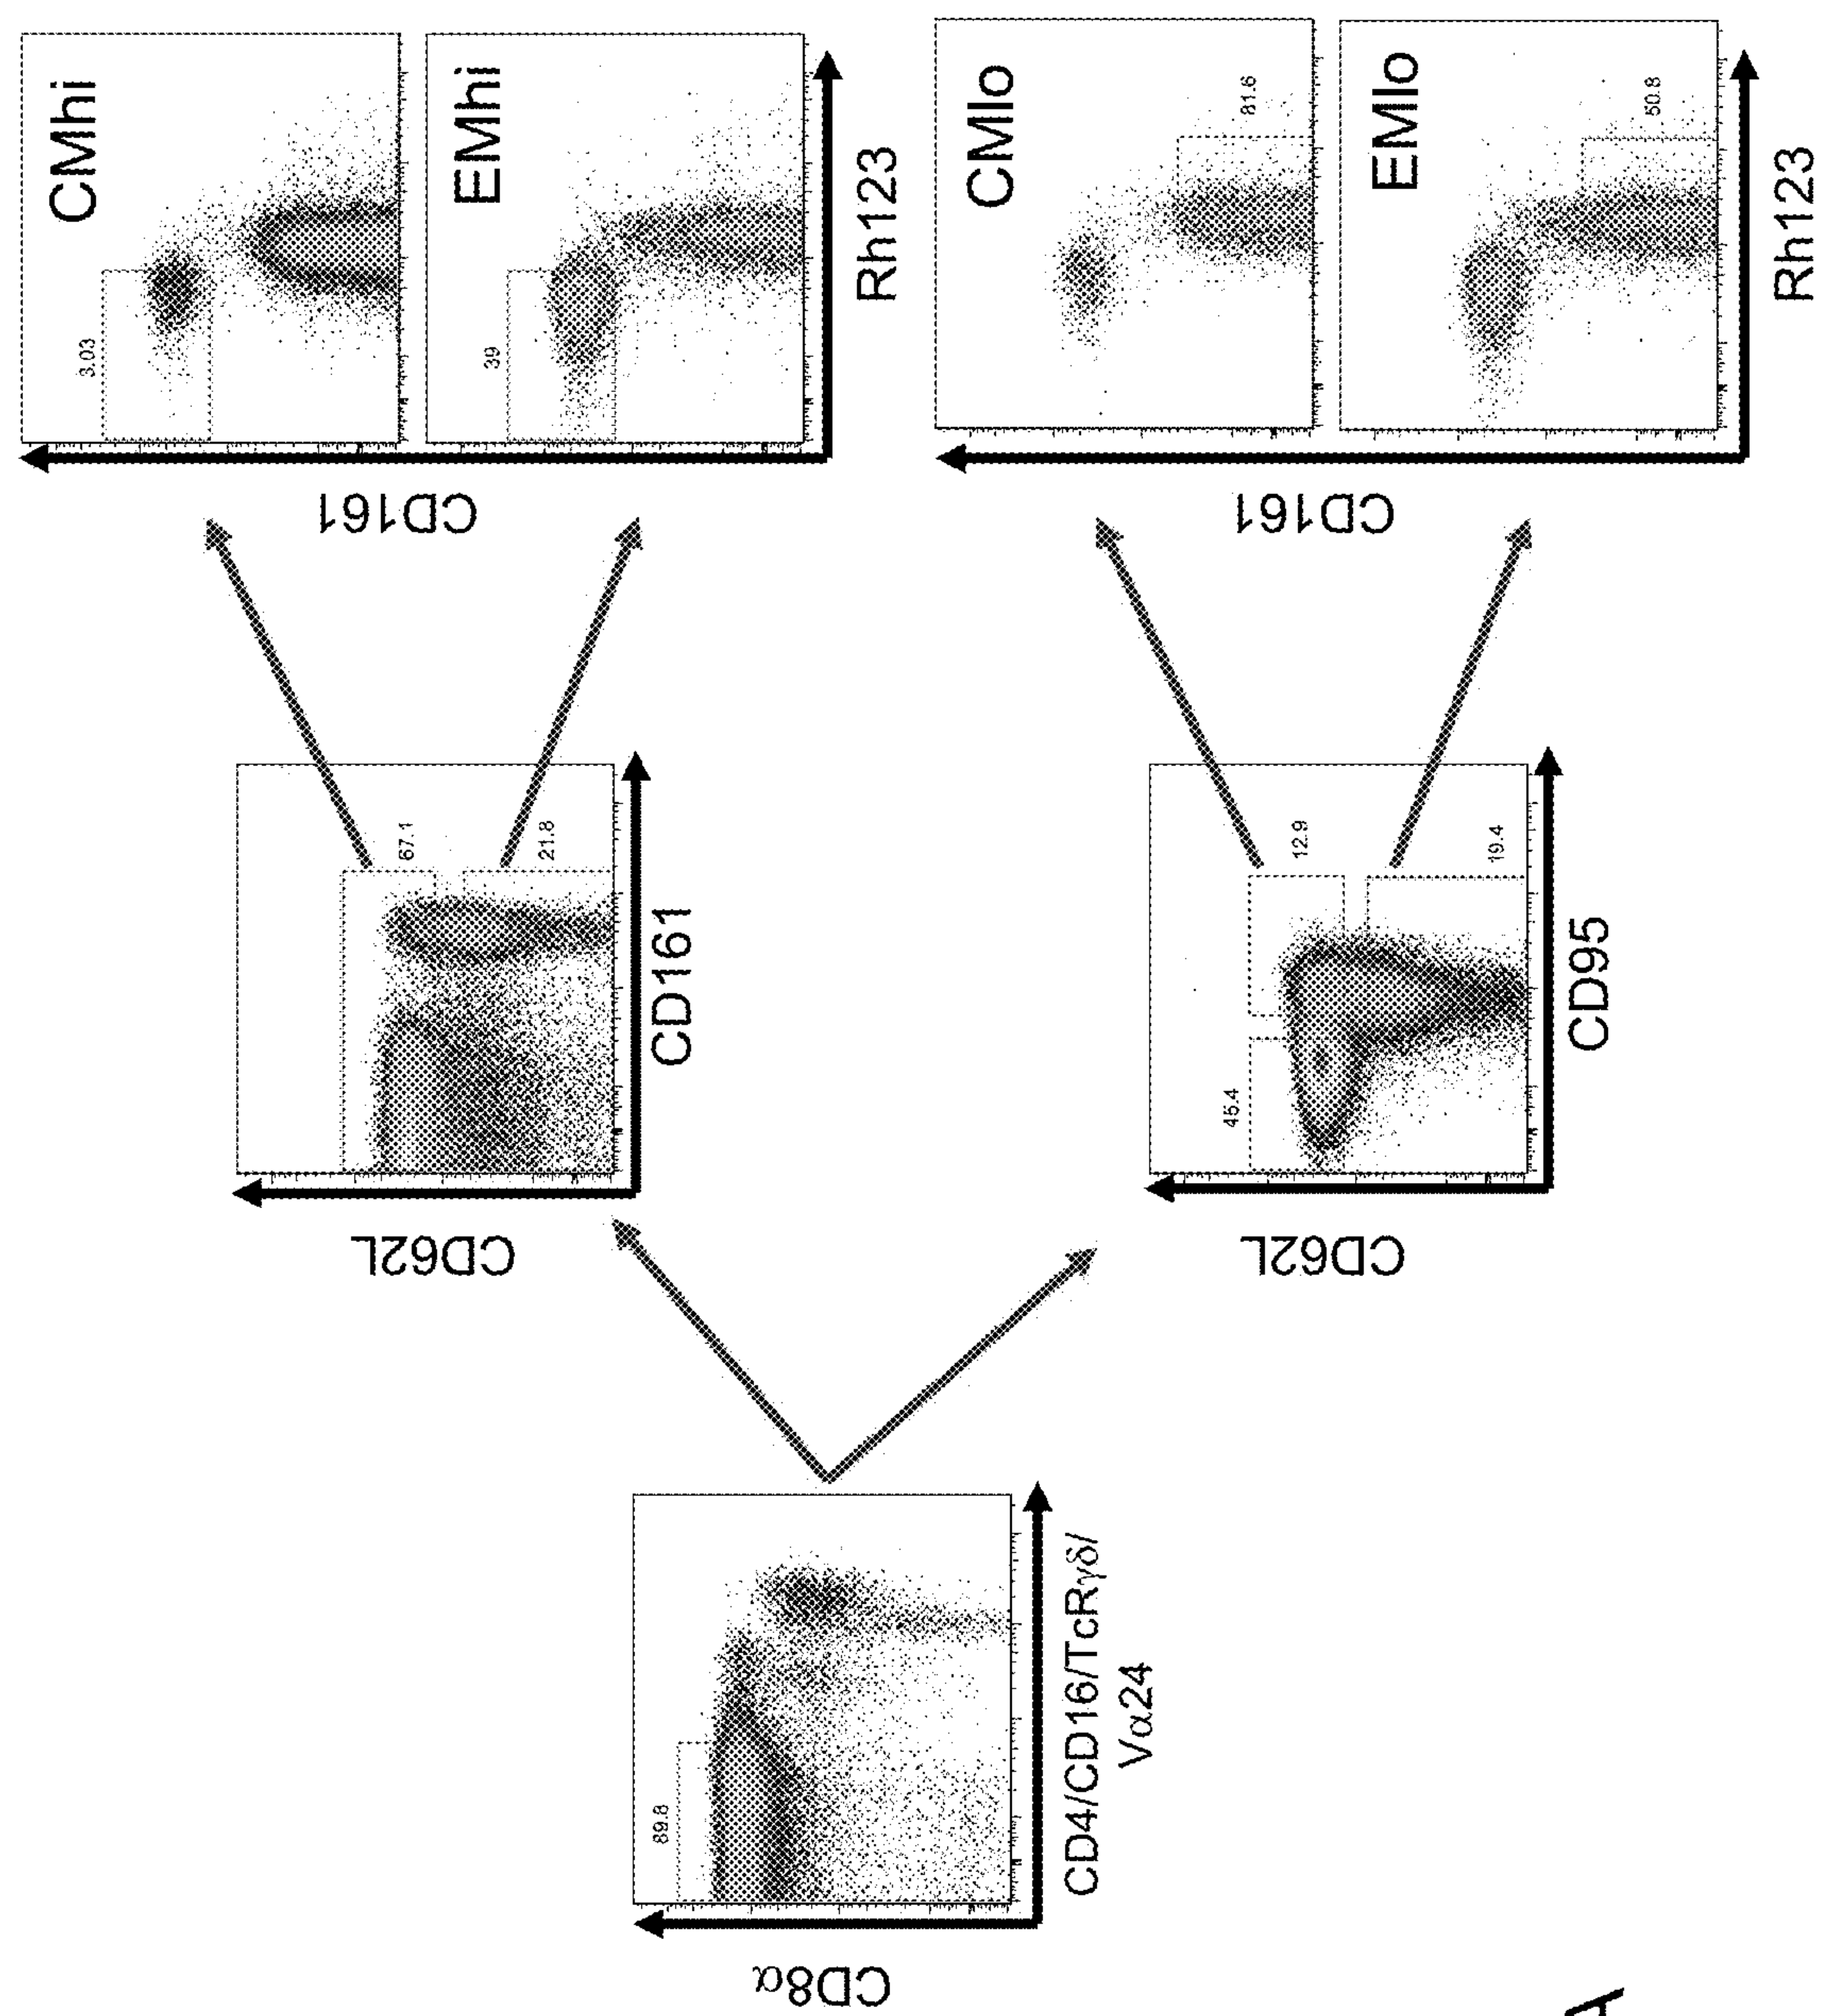 CD8α
89.8
CD4/CD16/TcRγδ/
Vα24
CD62L
67.1
21.8
CD161
CD62L
45.4
12.9
19.4
CD95
CD161
CMhi
3.03
EMhi
39
Rh123
CD161
CMlo
81.6
EMlo
50.8
Rh123
A